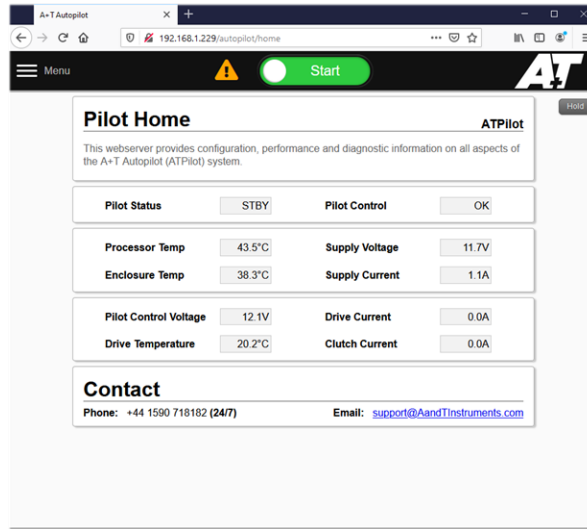 A+T Autopilot
192.168.1.229/autopilot/home
Menu
Start
A+T
Hold
Pilot Home
ATPilot
This webserver provides configuration, performance and diagnostic information on all aspects of
the A+T Autopilot (ATPilot) system.
Pilot Status STBY Pilot Control OK
Processor Temp 43.5°C Supply Voltage 11.7V
Enclosure Temp 38.3°C Supply Current 1.1A
Pilot Control Voltage 12.1V Drive Current 0.0A
Drive Temperature 20.2°C Clutch Current 0.0A
Contact
Phone: +44 1590 718182 (24/7) Email: support@AandTInstruments.com